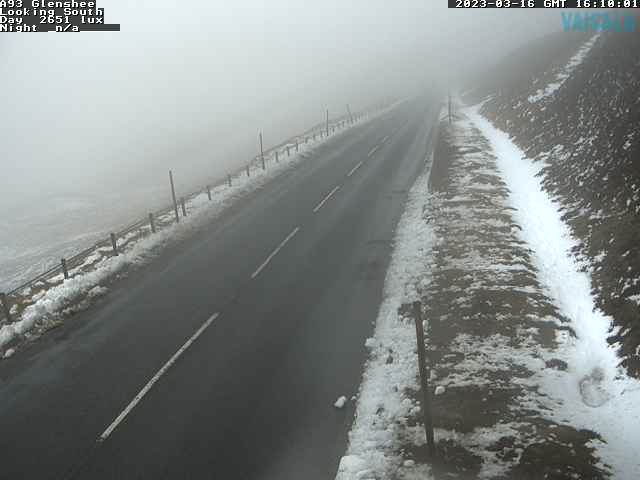 A93 Glenshee 2023-03-16 GMT 16:10:01
Looking South VAISALA
Day 2651 lux
Night n/a